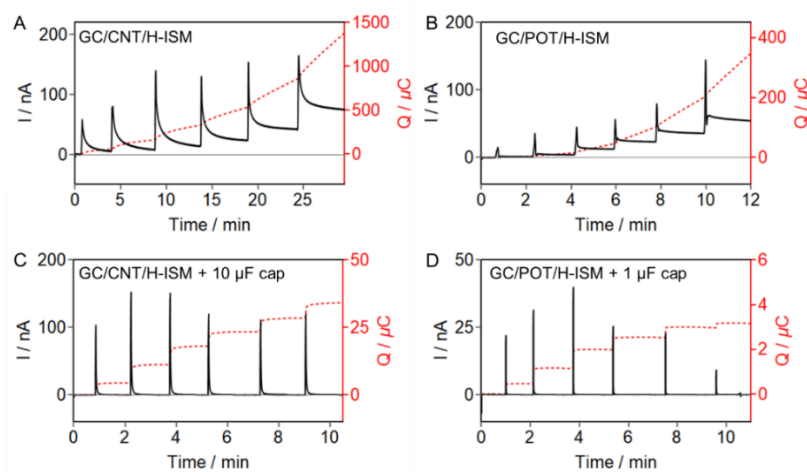 A
GC/CNT/H-ISM
I / nA
200
100
0
Q / µC
1500
1000
500
0
0 5 10 15 20 25
Time / min
B
GC/POT/H-ISM
I / nA
200
100
0
Q / µC
400
200
0
0 2 4 6 8 10 12
Time / min
C
GC/CNT/H-ISM + 10 µF cap
I / nA
200
100
0
Q / µC
50
25
0
0 2 4 6 8 10
Time / min
D
GC/POT/H-ISM + 1 µF cap
I / nA
50
25
0
Q / µC
6
4
2
0
0 2 4 6 8 10
Time / min